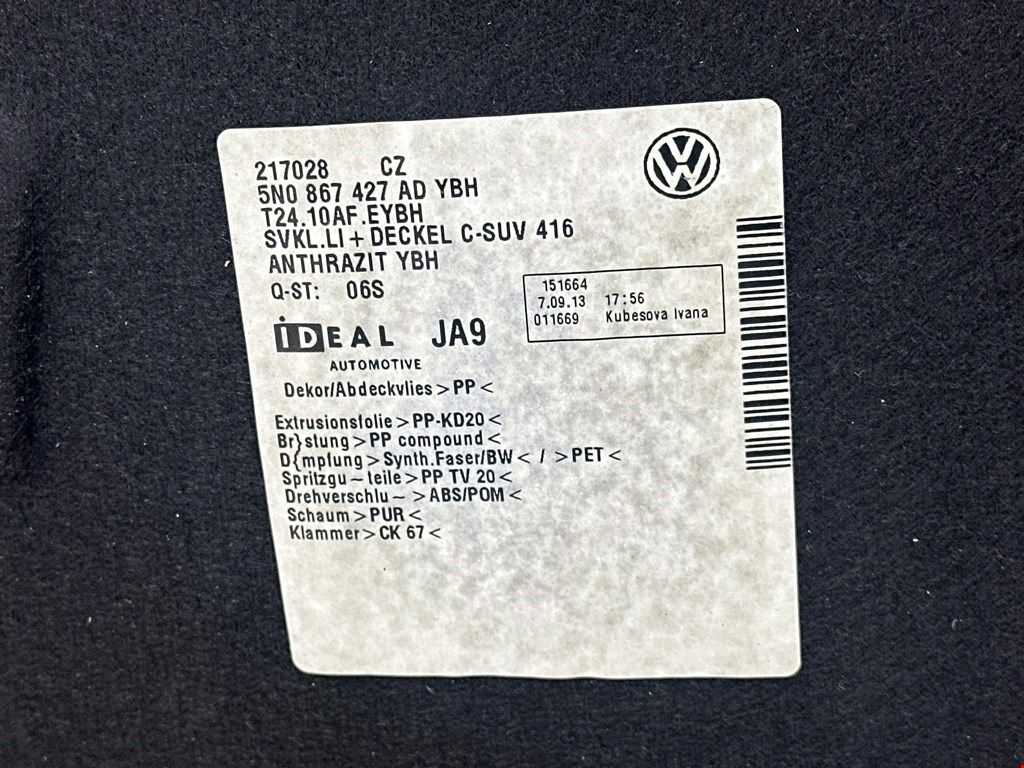 217028 CZ
5N0 867 427 AD YBH
T24.10AF.EYBH
SVKL.LI + DECKEL C-SUV 416
ANTHRAZIT YBH
Q-ST: 06S
151664
7.09.13 17:56
011669 Kubesova Ivana
iDEAL JA9
AUTOMOTIVE
Dekor/Abdeckvlies > PP <
Extrusionsfolie > PP-KD20 <
Br}stung > PP compound <
D{mpfung > Synth.Faser/BW < / > PET <
Spritzgu~teile > PP TV 20 <
Drehverschlu~ > ABS/POM <
Schaum > PUR <
Klammer > CK 67 <